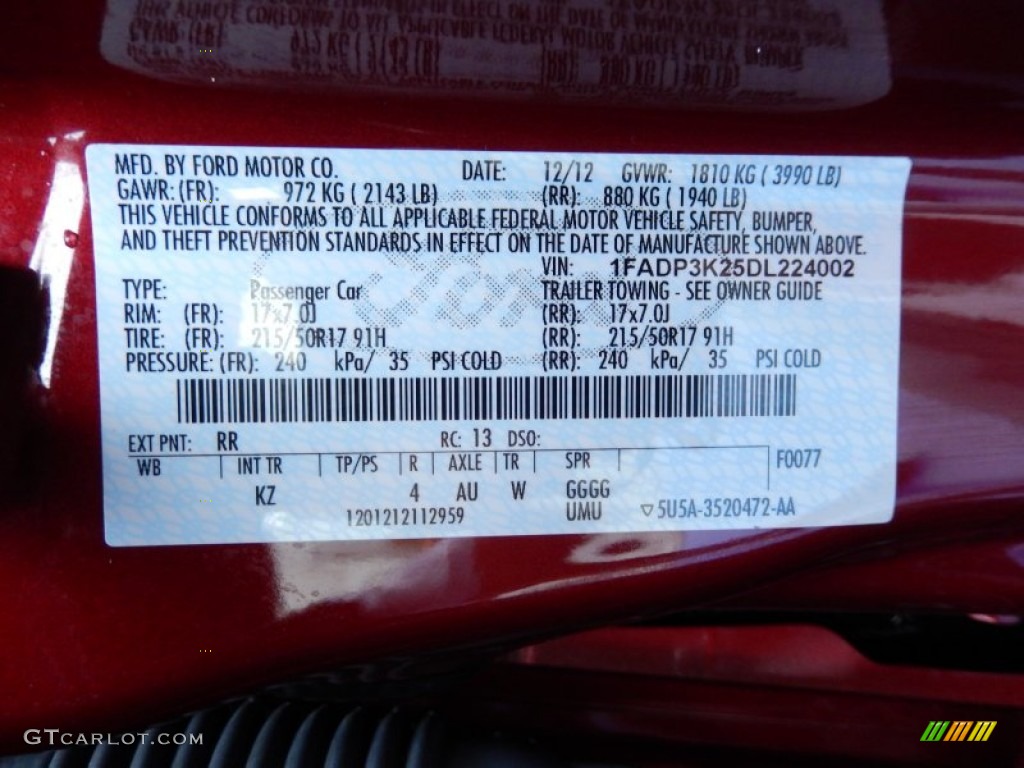 MFD. BY FORD MOTOR CO. DATE: 12/12 GVWR: 1810 KG ( 3990 LB)
GAWR: (FR): 972 KG ( 2143 LB) (RR): 880 KG ( 1940 LB)
THIS VEHICLE CONFORMS TO ALL APPLICABLE FEDERAL MOTOR VEHICLE SAFETY, BUMPER,
AND THEFT PREVENTION STANDARDS IN EFFECT ON THE DATE OF MANUFACTURE SHOWN ABOVE.
VIN: 1FADP3K25DL224002
TYPE: Passenger Car TRAILER TOWING - SEE OWNER GUIDE
RIM: (FR): 17x7.0J (RR): 17x7.0J
TIRE: (FR): 215/50R17 91H (RR): 215/50R17 91H
PRESSURE: (FR): 240 kPa/ 35 PSI COLD (RR): 240 kPa/ 35 PSI COLD
EXT PNT: RR RC: 13 DSO:
WB INT TR TP/PS R AXLE TR SPR F0077
KZ 4 AU W GGGG
1201212112959 UMU ▽5U5A-3520472-AA
GTCARLOT.COM